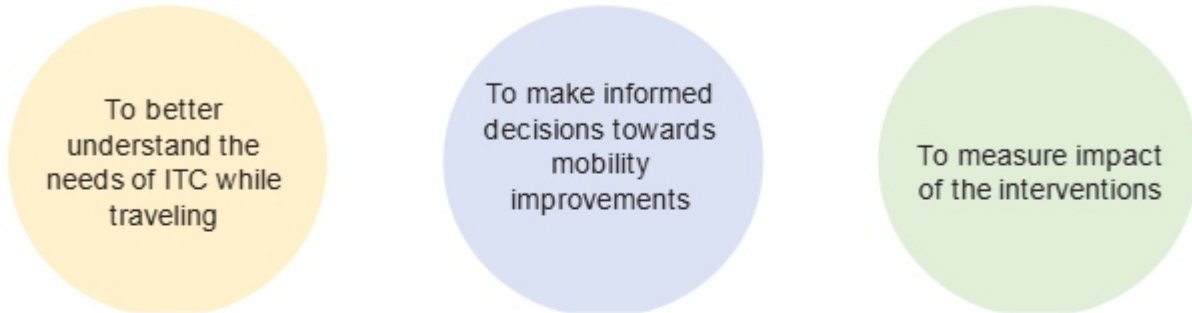 To better
understand the
needs of ITC while
traveling
To make informed
decisions towards
mobility
improvements
To measure impact
of the interventions